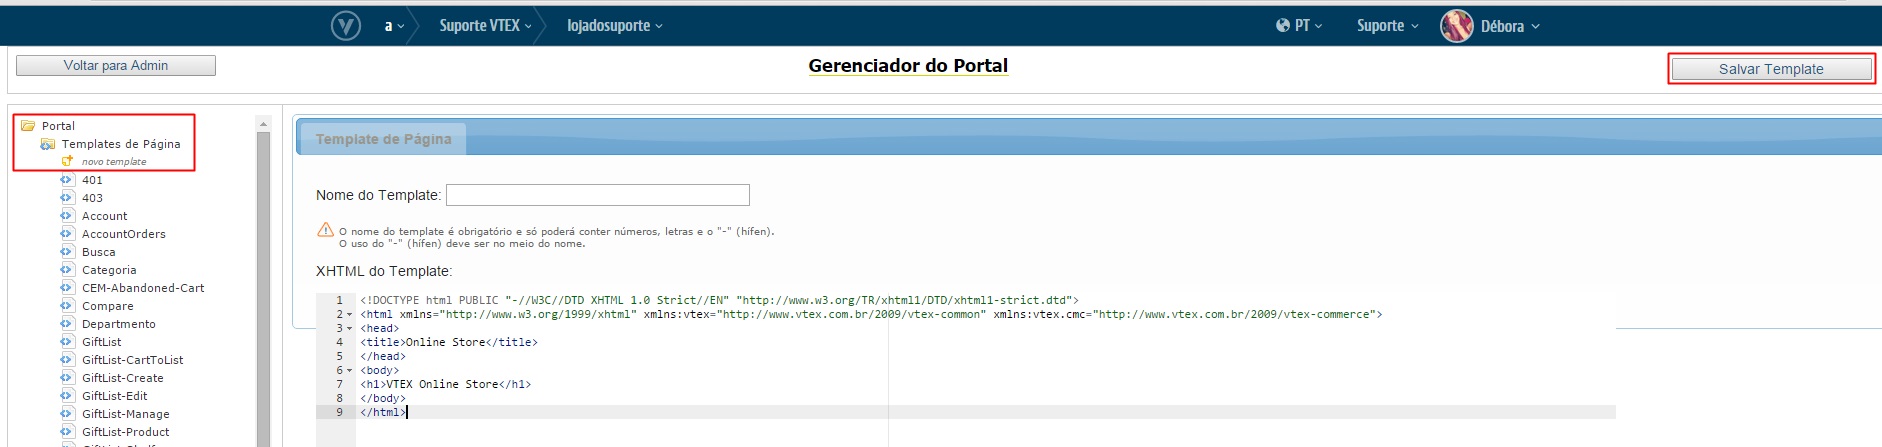 a
Suporte VTEX
lojadosuporte
PT
Suporte
Débora
Voltar para Admin
Gerenciador do Portal
Salvar Template
Portal
Templates de Página
novo template
401
403
Account
AccountOrders
Busca
Categoria
CEM-Abandoned-Cart
Compare
Departmento
GiftList
GiftList-CartToList
GiftList-Create
GiftList-Edit
GiftList-Manage
GiftList-Product
Template de Página
Nome do Template:
O nome do template é obrigatório e só poderá conter números, letras e o "-" (hífen).
O uso do "-" (hífen) deve ser no meio do nome.
XHTML do Template:
1 <!DOCTYPE html PUBLIC "-//W3C//DTD XHTML 1.0 Strict//EN" "http://www.w3.org/TR/xhtml1/DTD/xhtml1-strict.dtd">
2 <html xmlns="http://www.w3.org/1999/xhtml" xmlns:vtex="http://www.vtex.com.br/2009/vtex-common" xmlns:vtex.cmc="http://www.vtex.com.br/2009/vtex-commerce">
3 <head>
4 <title>Online Store</title>
5 </head>
6 <body>
7 <h1>VTEX Online Store</h1>
8 </body>
9 </html>